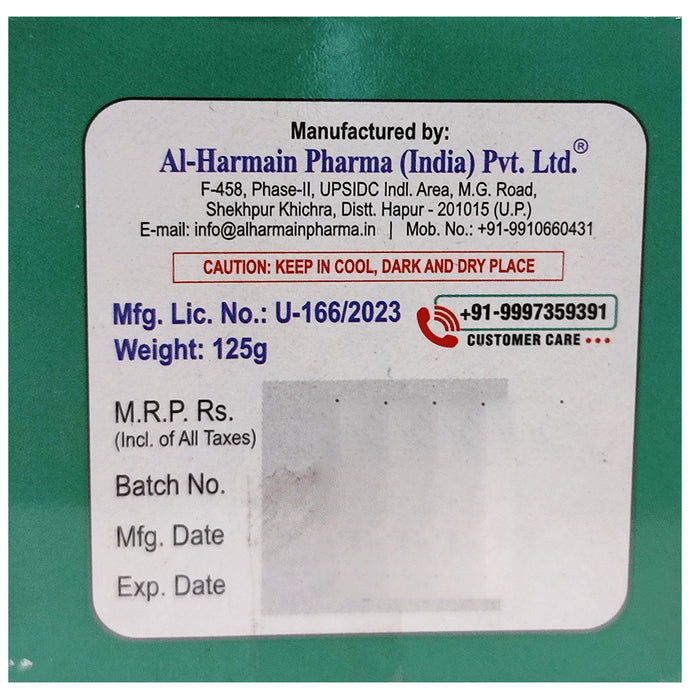 Manufactured by:
Al-Harmain Pharma (India) Pvt. Ltd.®
F-458, Phase-II, UPSIDC Indl. Area, M.G. Road,
Shekhpur Khichra, Distt. Hapur - 201015 (U.P.)
E-mail: info@alharmainpharma.in | Mob. No.: +91-9910660431
CAUTION: KEEP IN COOL, DARK AND DRY PLACE
Mfg. Lic. No.: U-166/2023
+91-9997359391
Weight: 125g
CUSTOMER CARE
M.R.P. Rs.
(Incl. of All Taxes)
Batch No.
Mfg. Date
Exp. Date